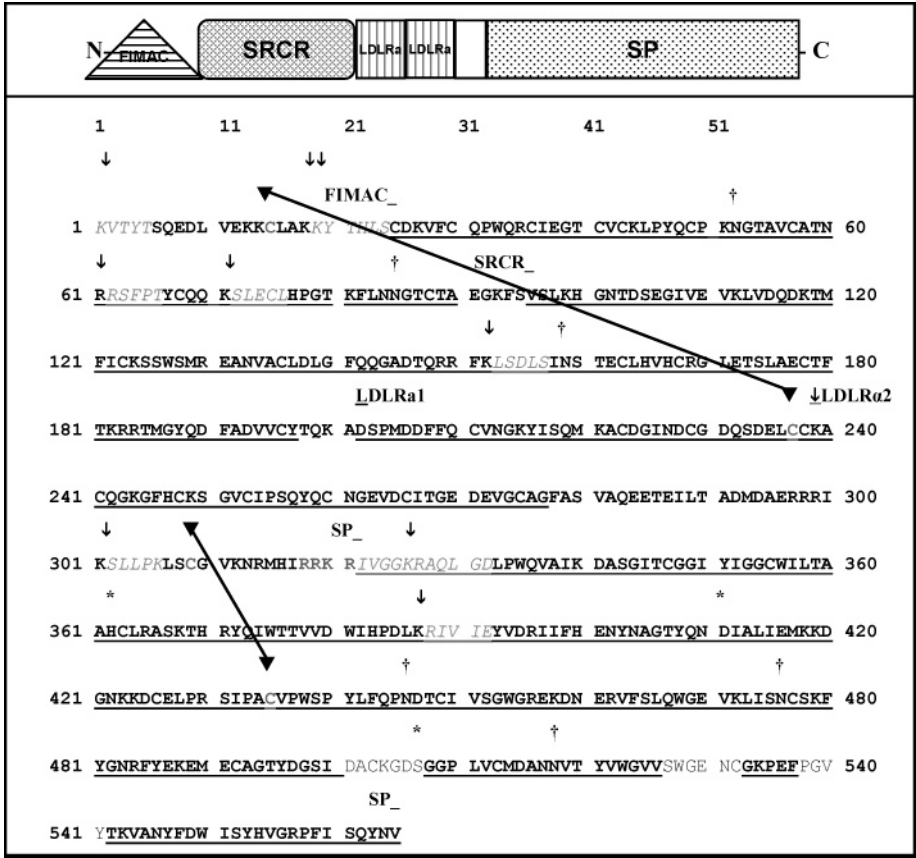 N FIMAC SRCR LDLRa LDLRa SP C
1 11 21 31 41 51
↓ ↓↓
FIMAC_ †
1 KVTYTSQEDL VEKKCLAKKY THLSCDKVFC QPWQRCIEGT CVCKLPYQCP KNGTAVCATN 60
↓ ↓ † SRCR_
61 RRSFPTYCQQ KSLECLHPGT KFLNNGTCTA EGKFSVSLKH GNTDSEGIVE VKLVDQDKTM 120
↓ †
121 FICKSSWSMR EANVACLDLG FQQGADTQRR FKLSDLSINS TECLHVHCRG LETSLAECTF 180
LDLRa1 ↓LDLRα2
181 TKRRTMGYQD FADVVCYTQK ADSPMDDFFQ CVNGKYISQM KACDGINDCG DQSDELCCKA 240
241 CQGKGFHCKS GVCIPSQYQC NGEVDCITGE DEVGCAGFAS VAQEETEILT ADMDAERRRI 300
↓ SP_ ↓
301 KSLLPKLSCG VKNRMHIRRK RIVGGKRAQL GDLPWQVAIK DASGITCGGI YIGGCWILTA 360
* ↓ *
361 AHCLRASKTH RYQIWTTVVD WIHPDLKRIV IEYVDRIIFH ENYNAGTYQN DIALIEMKKD 420
† †
421 GNKKDCELPR SIPACVPWSP YLFQPNDTCI VSGWGREKDN ERVFSLQWGE VKLISNCSKF 480
* †
481 YGNRFYEKEM ECAGTYDGSI DACKGDSGGP LVCMDANNVT YVWGVVSWGE NCGKPEFPGV 540
SP_
541 YTKVANYFDW ISYHVGRPFI SQYNV